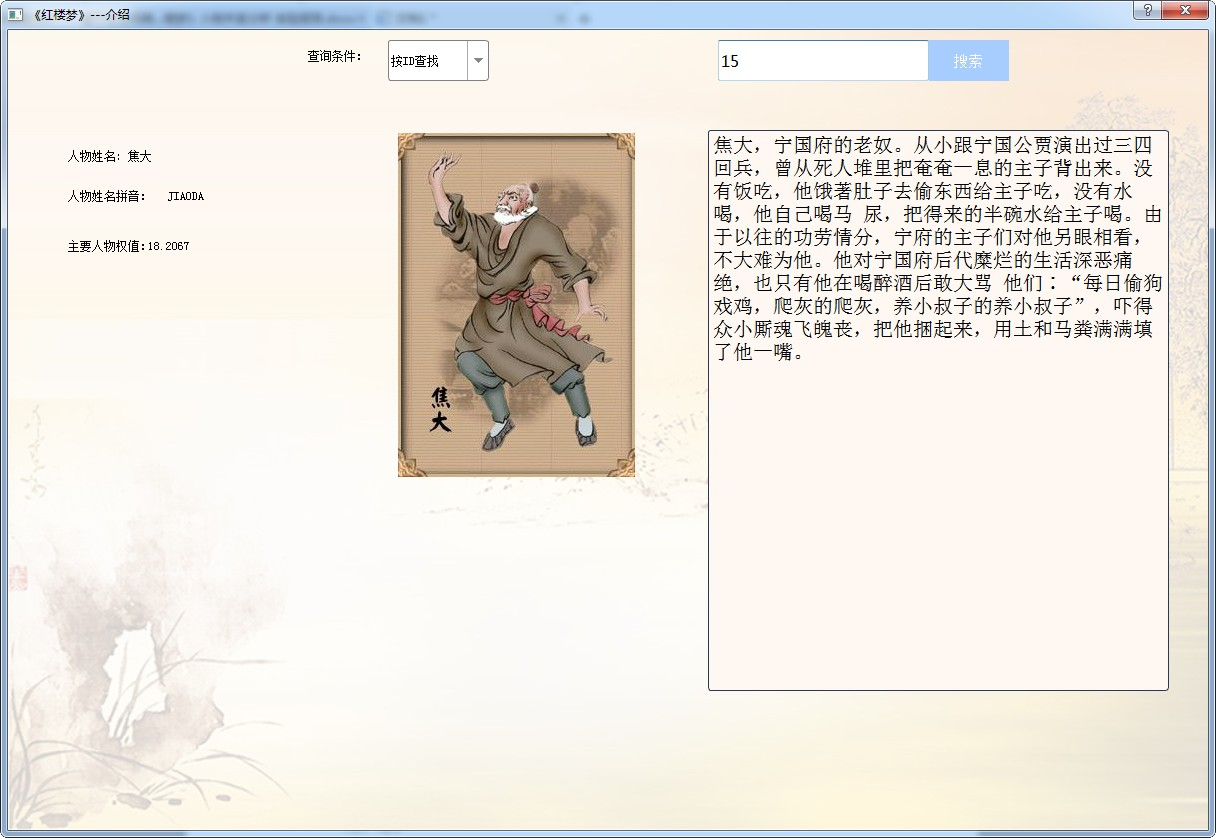 《红楼梦》---介绍
查询条件：
按ID查找
15
搜索
人物姓名：焦大
人物姓名拼音： JIAODA
主要人物权值:18.2067
焦大
焦大，宁国府的老奴。从小跟宁国公贾演出过三四
回兵，曾从死人堆里把奄奄一息的主子背出来。没
有饭吃，他饿著肚子去偷东西给主子吃，没有水
喝，他自己喝马 尿，把得来的半碗水给主子喝。由
于以往的功劳情分，宁府的主子们对他另眼相看，
不大难为他。他对宁国府后代糜烂的生活深恶痛
绝，也只有他在喝醉酒后敢大骂 他们：“每日偷狗
戏鸡，爬灰的爬灰，养小叔子的养小叔子”，吓得
众小厮魂飞魄丧，把他捆起来，用土和马粪满满填
了他一嘴。